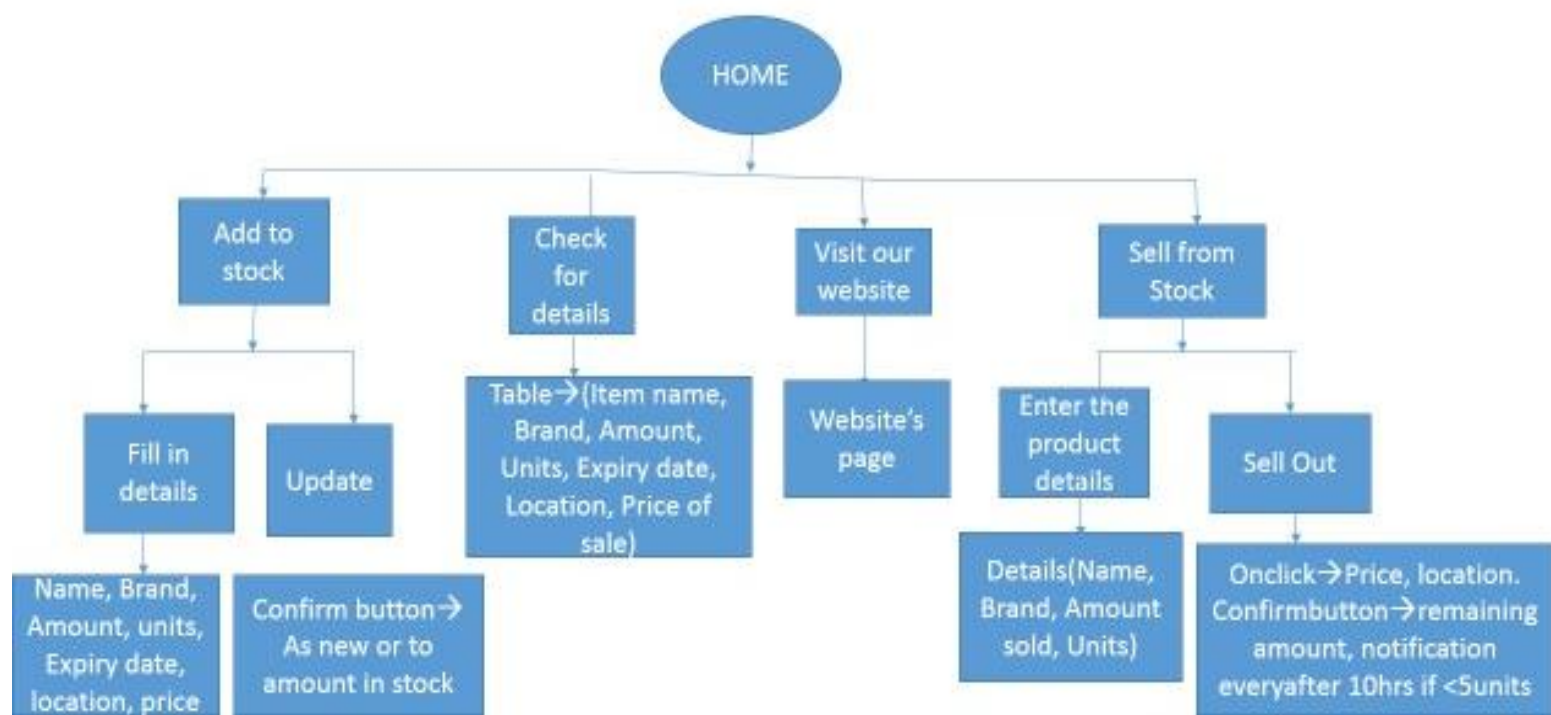 HOME
Add to
stock
Check
for
details
Visit our
website
Sell from
Stock
Fill in
details
Update
Table→(Item name,
Brand, Amount,
Units, Expiry date,
Location, Price of
sale)
Website's
page
Enter the
product
details
Sell Out
Name, Brand,
Amount, units,
Expiry date,
location, price
Confirm button→
As new or to
amount in stock
Details(Name,
Brand, Amount
sold, Units)
Onclick→Price, location.
Confirmbutton→remaining
amount, notification
everyafter 10hrs if <5units